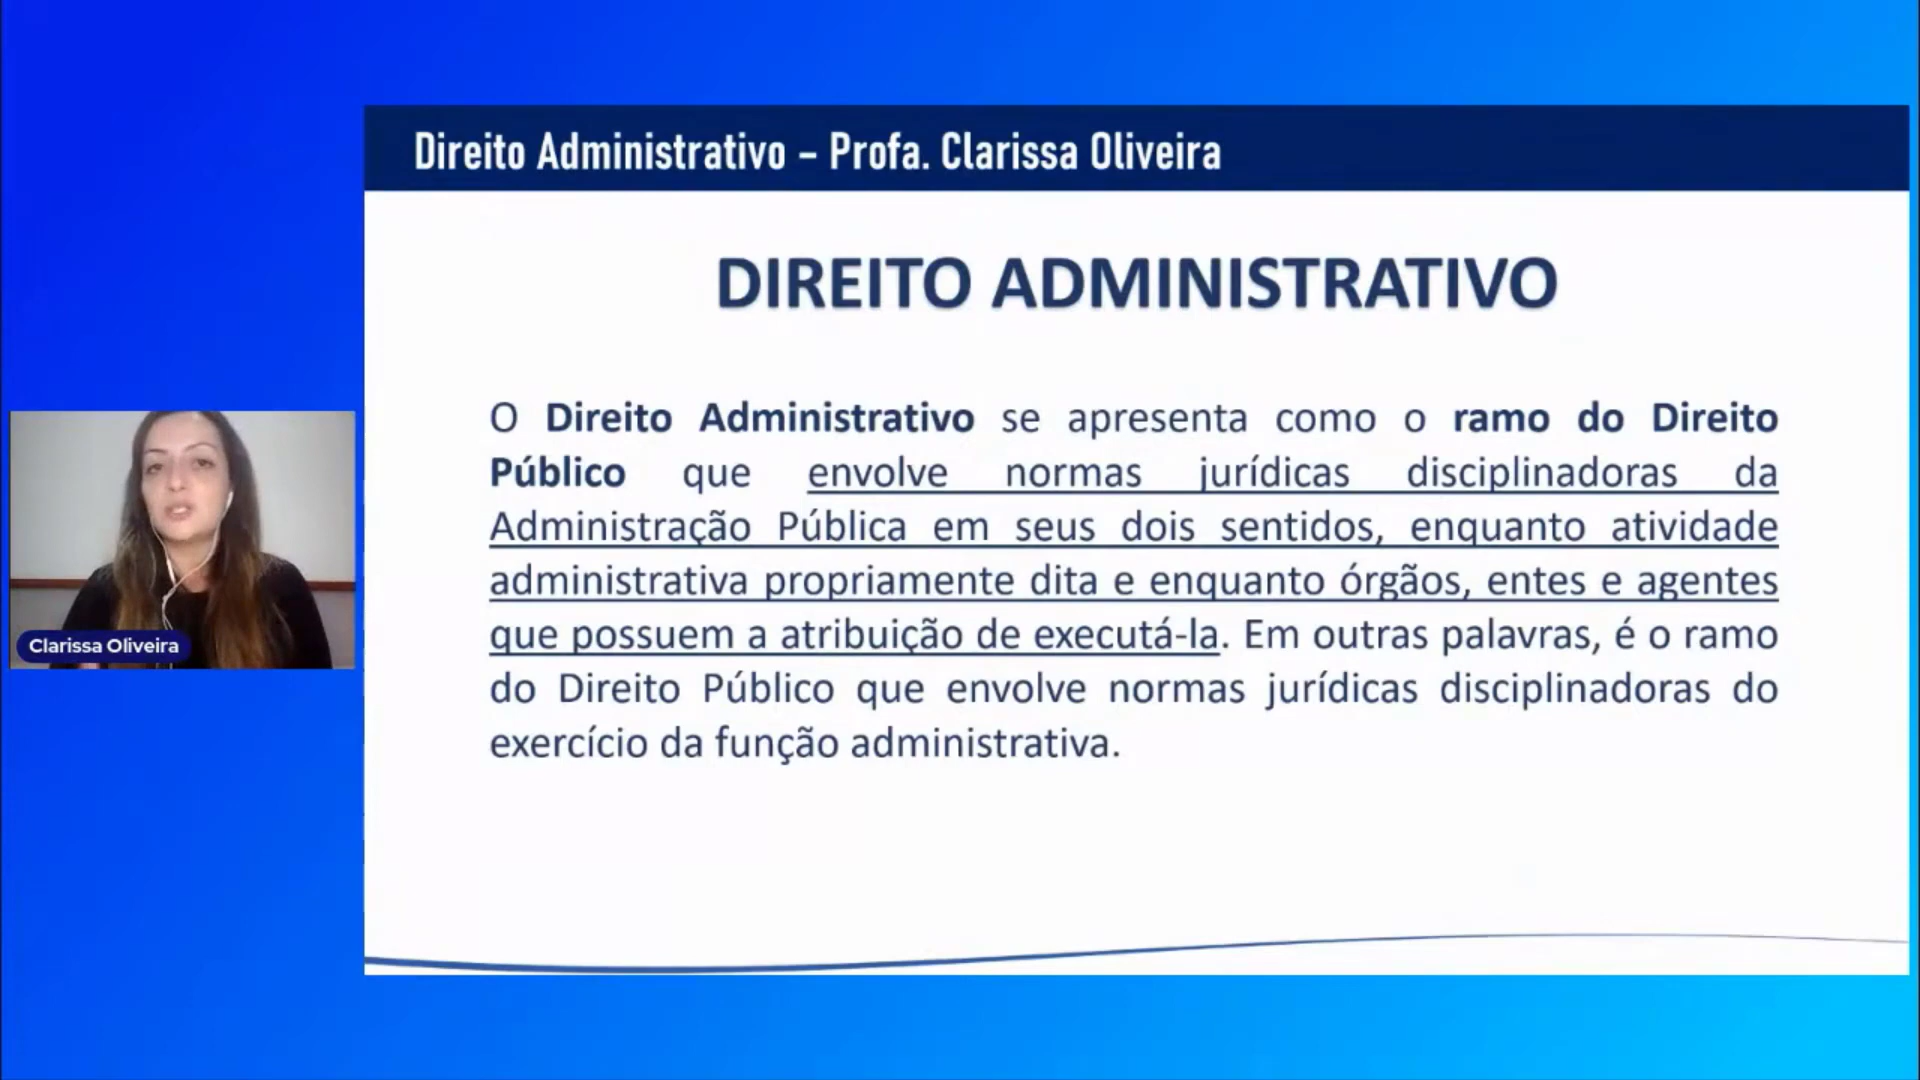 Direito Administrativo – Profa. Clarissa Oliveira
DIREITO ADMINISTRATIVO
O Direito Administrativo se apresenta como o ramo do Direito
Público que envolve normas jurídicas disciplinadoras da
Administração Pública em seus dois sentidos, enquanto atividade
administrativa propriamente dita e enquanto órgãos, entes e agentes
que possuem a atribuição de executá-la. Em outras palavras, é o ramo
do Direito Público que envolve normas jurídicas disciplinadoras do
exercício da função administrativa.
Clarissa Oliveira